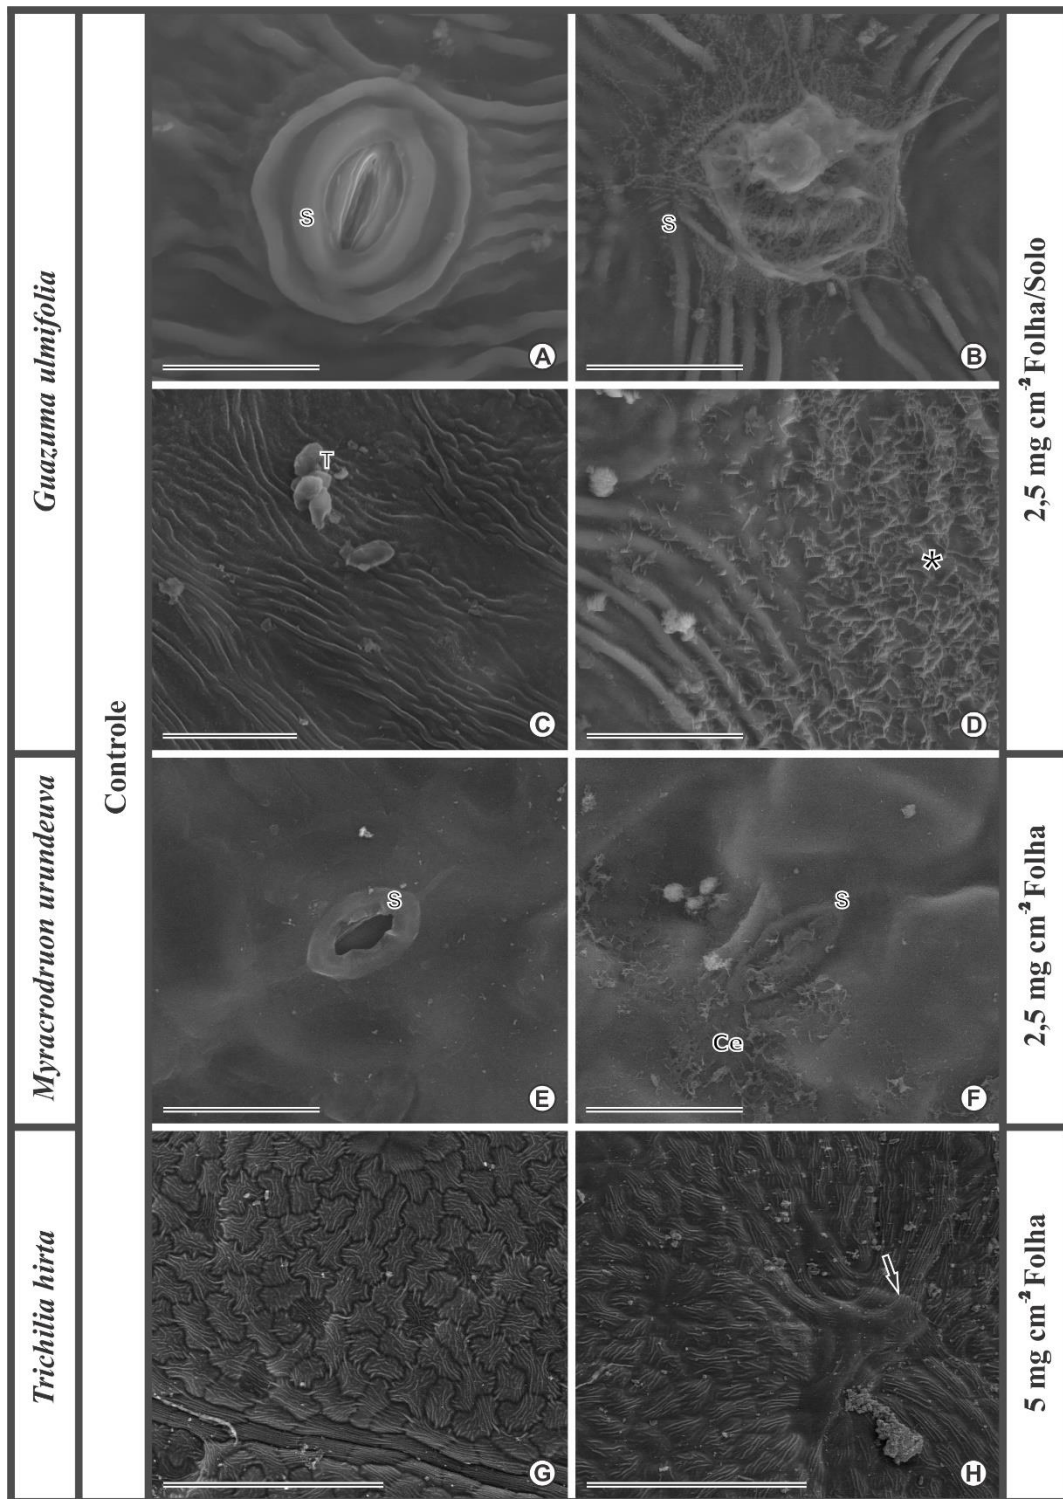 Guazuma ulmifolia
Myracrodruon urundeuva
Trichilia hirta
Controle
S
A
S
B
T
C
*
D
S
E
S
Ce
F
G
H
2,5 mg cm⁻² Folha/Solo
2,5 mg cm⁻² Folha
5 mg cm⁻² Folha